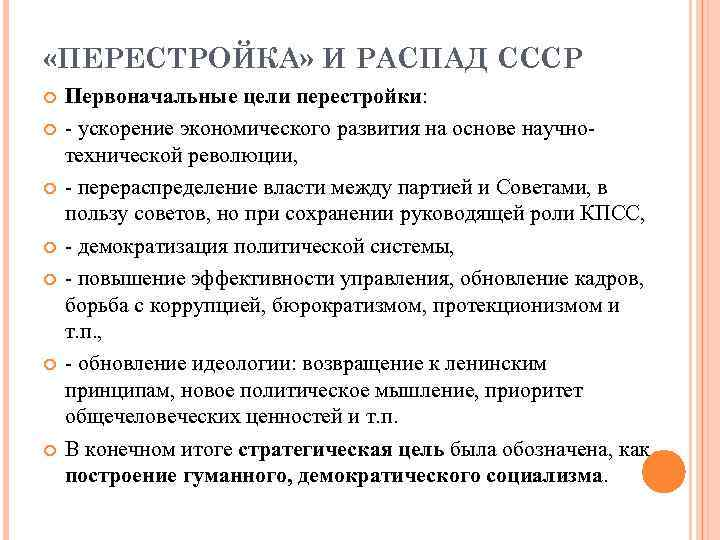 «ПЕРЕСТРОЙКА» И РАСПАД СССР
Первоначальные цели перестройки:
- ускорение экономического развития на основе научно-
технической революции,
- перераспределение власти между партией и Советами, в
пользу советов, но при сохранении руководящей роли КПСС,
- демократизация политической системы,
- повышение эффективности управления, обновление кадров,
борьба с коррупцией, бюрократизмом, протекционизмом и
т.п. ,
- обновление идеологии: возвращение к ленинским
принципам, новое политическое мышление, приоритет
общечеловеческих ценностей и т.п.
В конечном итоге стратегическая цель была обозначена, как
построение гуманного, демократического социализма.